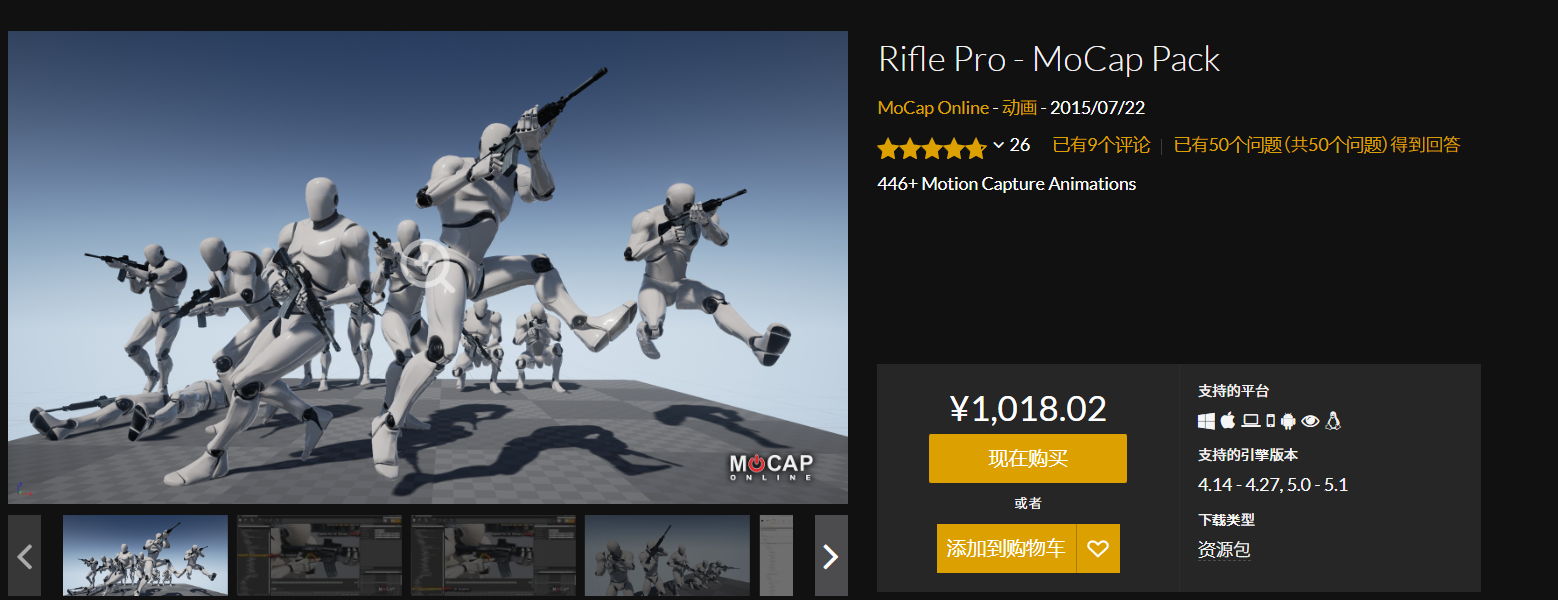 Rifle Pro - MoCap Pack
MoCap Online - 动画 - 2015/07/22
26 已有9个评论 | 已有50个问题 (共50个问题) 得到回答
446+ Motion Capture Animations
MOCAP
ONLINE
¥1,018.02
现在购买
或者
添加到购物车
支持的平台
支持的引擎版本
4.14 - 4.27, 5.0 - 5.1
下载类型
资源包